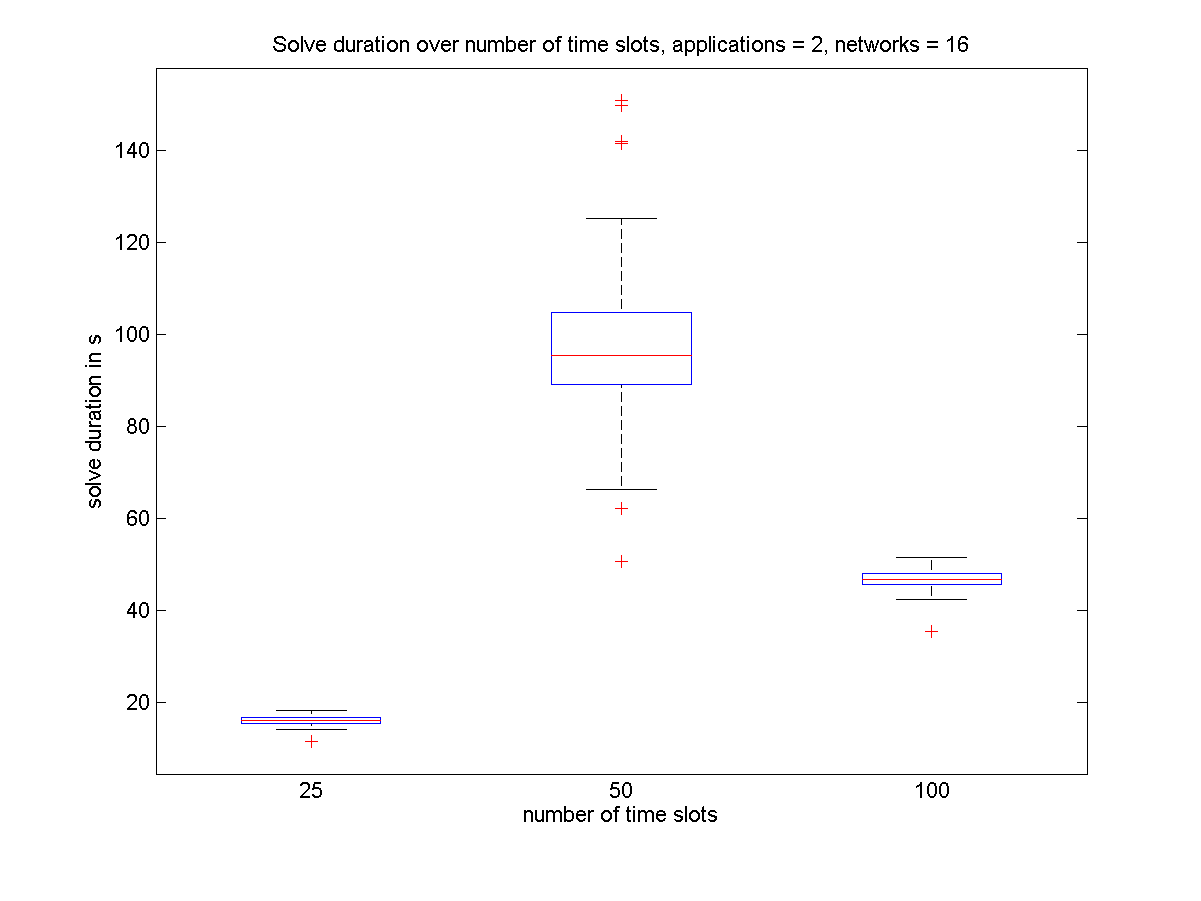 Solve duration over number of time slots, applications = 2, networks = 16
140
120
100
80
60
40
20
solve duration in s
25 50 100
number of time slots